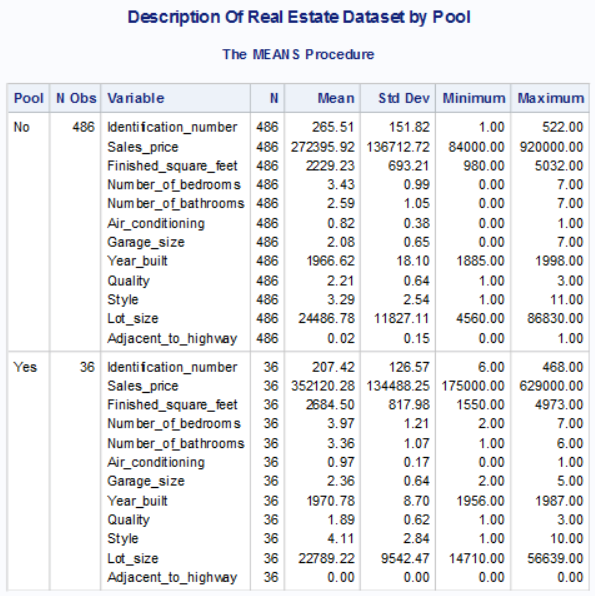 Description Of Real Estate Dataset by Pool
The MEANS Procedure
Pool N Obs Variable N Mean Std Dev Minimum Maximum
No 486 Identification_number 486 265.51 151.82 1.00 522.00
Sales_price 486 272395.92 136712.72 84000.00 920000.00
Finished_square_feet 486 2229.23 693.21 980.00 5032.00
Number_of_bedrooms 486 3.43 0.99 0.00 7.00
Number_of_bathrooms 486 2.59 1.05 0.00 7.00
Air_conditioning 486 0.82 0.38 0.00 1.00
Garage_size 486 2.08 0.65 0.00 7.00
Year_built 486 1966.62 18.10 1885.00 1998.00
Quality 486 2.21 0.64 1.00 3.00
Style 486 3.29 2.54 1.00 11.00
Lot_size 486 24486.78 11827.11 4560.00 86830.00
Adjacent_to_highway 486 0.02 0.15 0.00 1.00
Yes 36 Identification_number 36 207.42 126.57 6.00 468.00
Sales_price 36 352120.28 134488.25 175000.00 629000.00
Finished_square_feet 36 2684.50 817.98 1550.00 4973.00
Number_of_bedrooms 36 3.97 1.21 2.00 7.00
Number_of_bathrooms 36 3.36 1.07 1.00 6.00
Air_conditioning 36 0.97 0.17 0.00 1.00
Garage_size 36 2.36 0.64 2.00 5.00
Year_built 36 1970.78 8.70 1956.00 1987.00
Quality 36 1.89 0.62 1.00 3.00
Style 36 4.11 2.84 1.00 10.00
Lot_size 36 22789.22 9542.47 14710.00 56639.00
Adjacent_to_highway 36 0.00 0.00 0.00 0.00